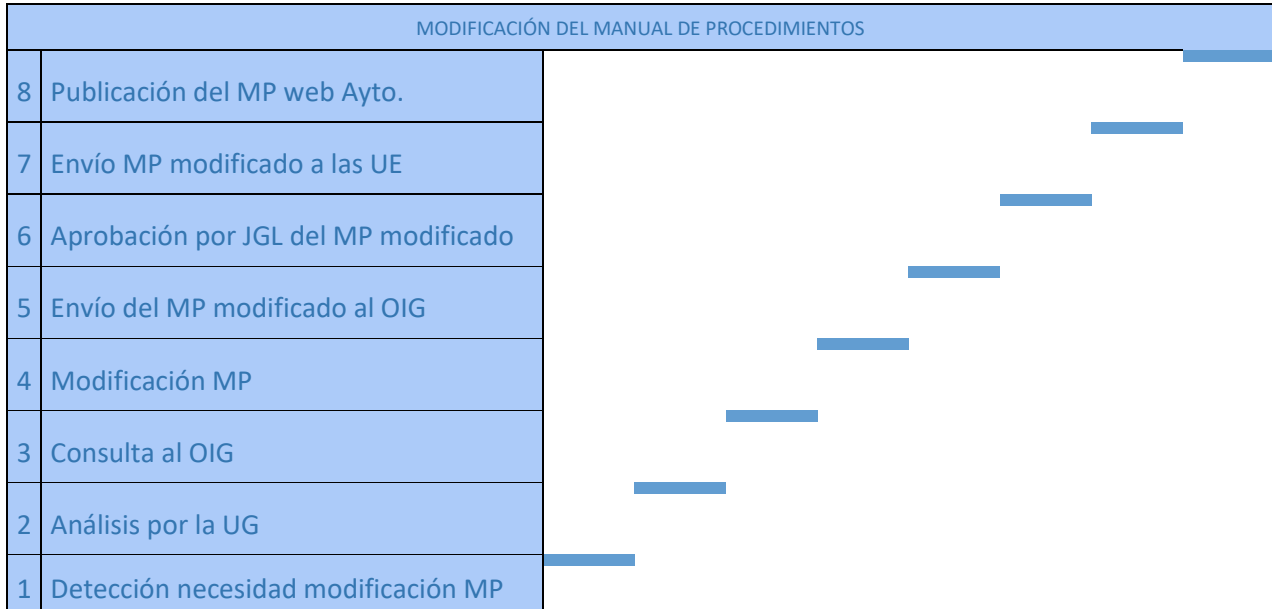 MODIFICACIÓN DEL MANUAL DE PROCEDIMIENTOS
8 Publicación del MP web Ayto.
7 Envío MP modificado a las UE
6 Aprobación por JGL del MP modificado
5 Envío del MP modificado al OIG
4 Modificación MP
3 Consulta al OIG
2 Análisis por la UG
1 Detección necesidad modificación MP